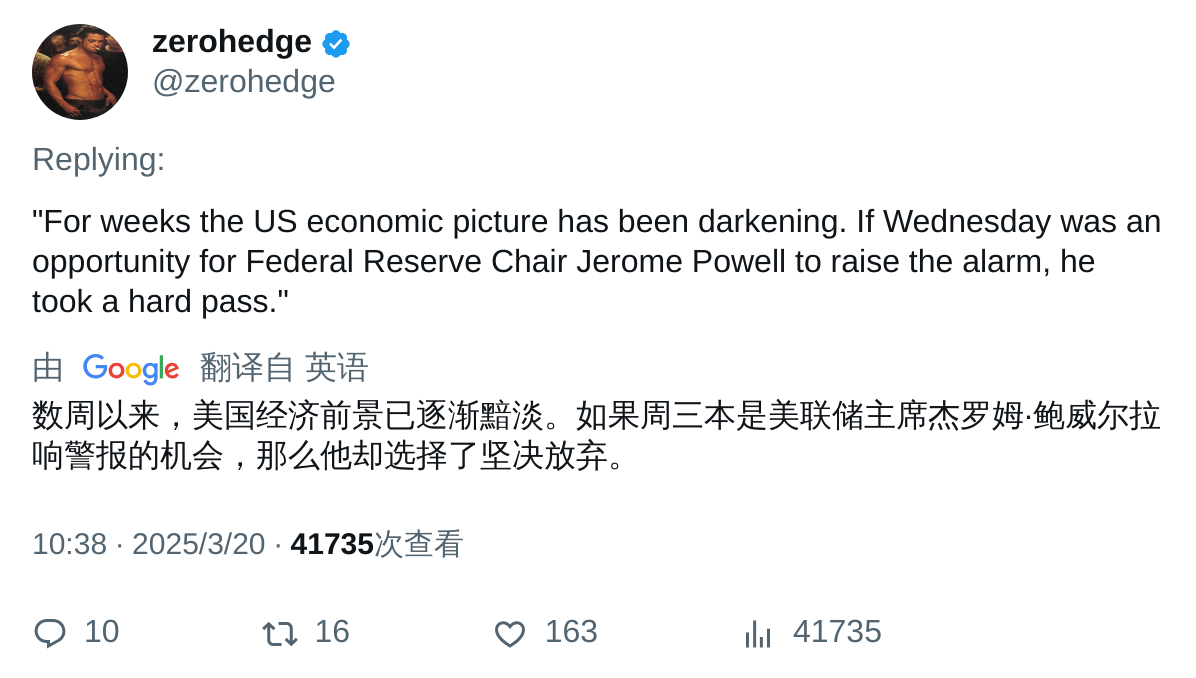 zerohedge
@zerohedge
Replying:
"For weeks the US economic picture has been darkening. If Wednesday was an
opportunity for Federal Reserve Chair Jerome Powell to raise the alarm, he
took a hard pass."
由 Google 翻译自 英语
数周以来，美国经济前景已逐渐黯淡。如果周三本是美联储主席杰罗姆·鲍威尔拉
响警报的机会，那么他却选择了坚决放弃。
10:38 · 2025/3/20 · 41735次查看
10 16 163 41735